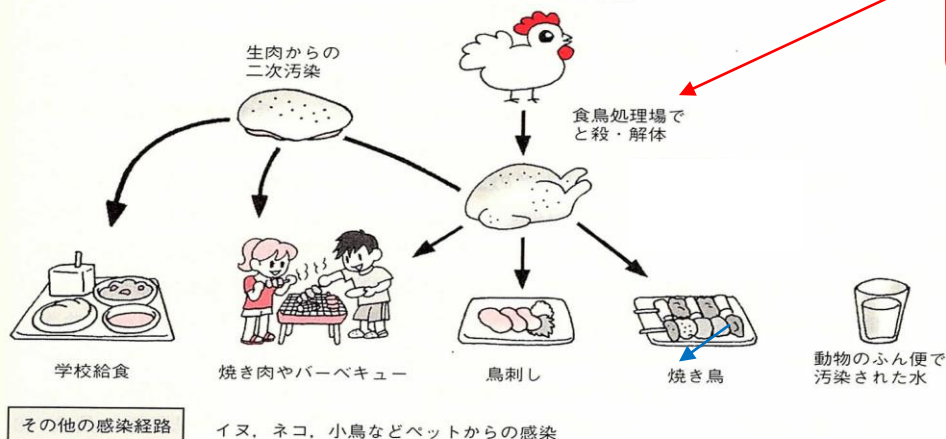 生肉からの
二次汚染
食鳥処理場で
と殺・解体
学校給食
焼き肉やバーベキュー
鳥刺し
焼き鳥
動物のふん便で
汚染された水
その他の感染経路
イヌ，ネコ，小鳥などペットからの感染